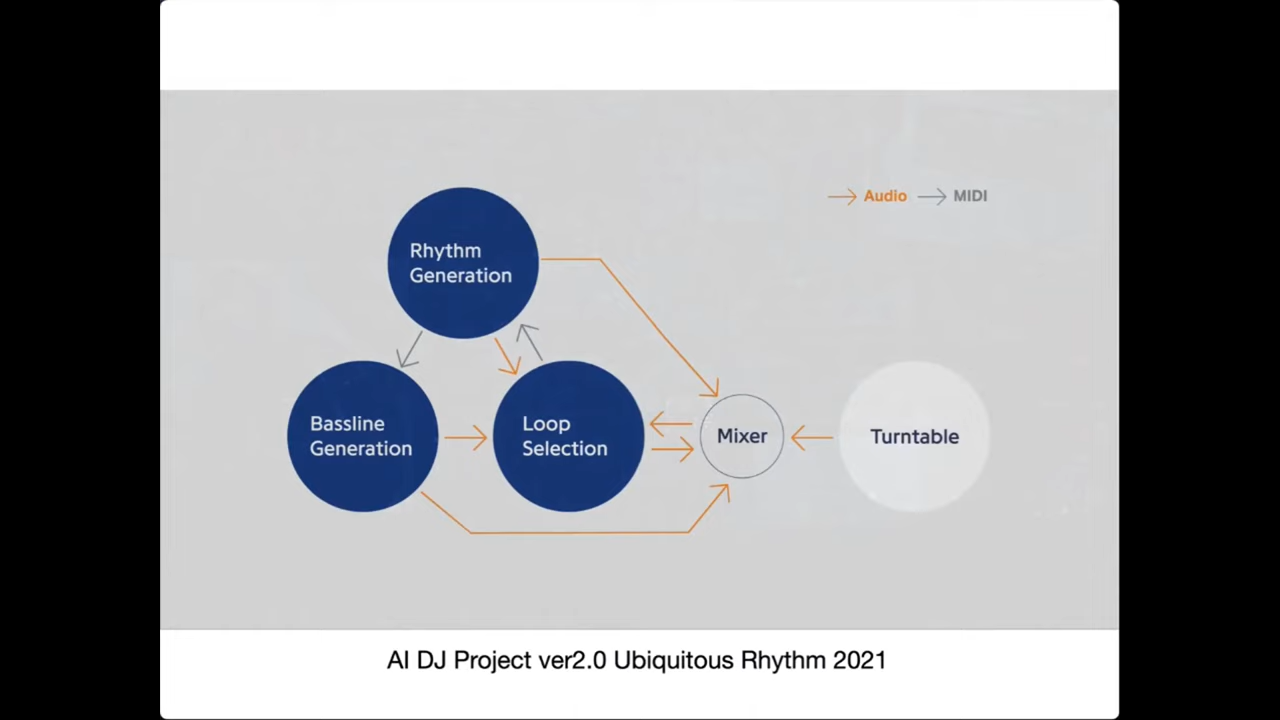 Audio
MIDI
Rhythm
Generation
Bassline
Generation
Loop
Selection
Mixer
Turntable
AI DJ Project ver2.0 Ubiquitous Rhythm 2021